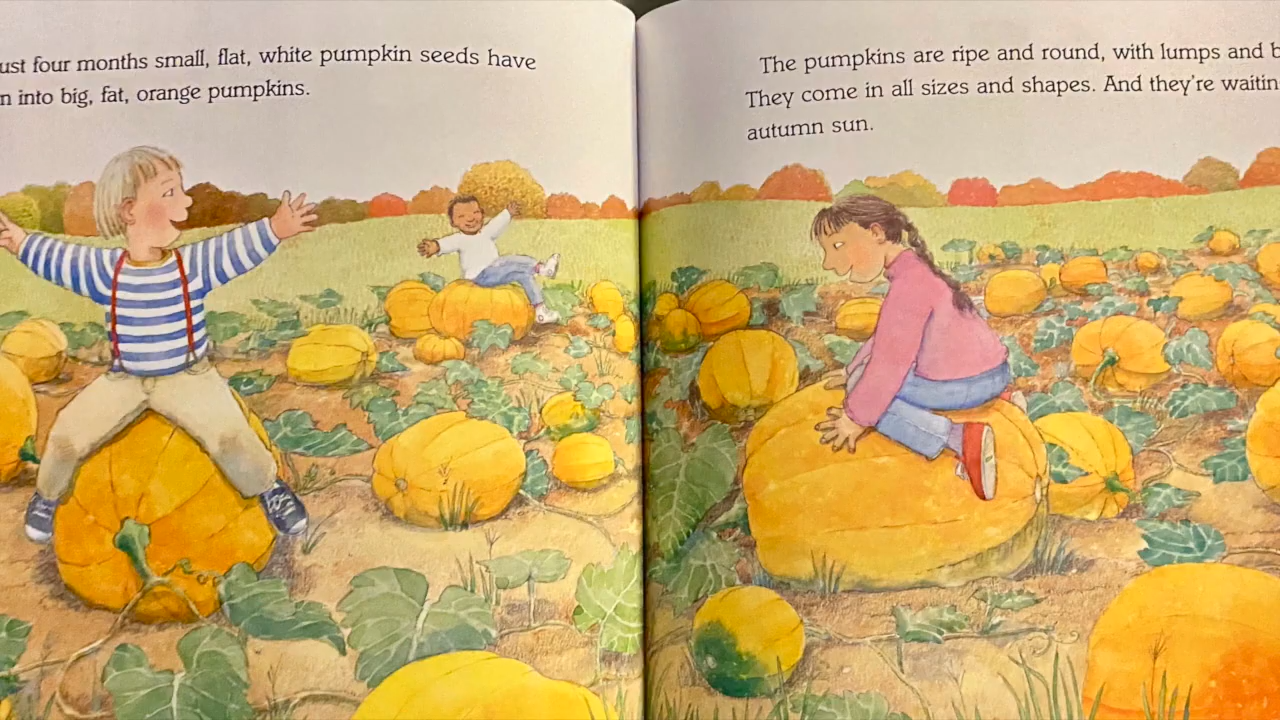 ust four months small, flat, white pumpkin seeds have
n into big, fat, orange pumpkins.
The pumpkins are ripe and round, with lumps and b
They come in all sizes and shapes. And they're waitin
autumn sun.